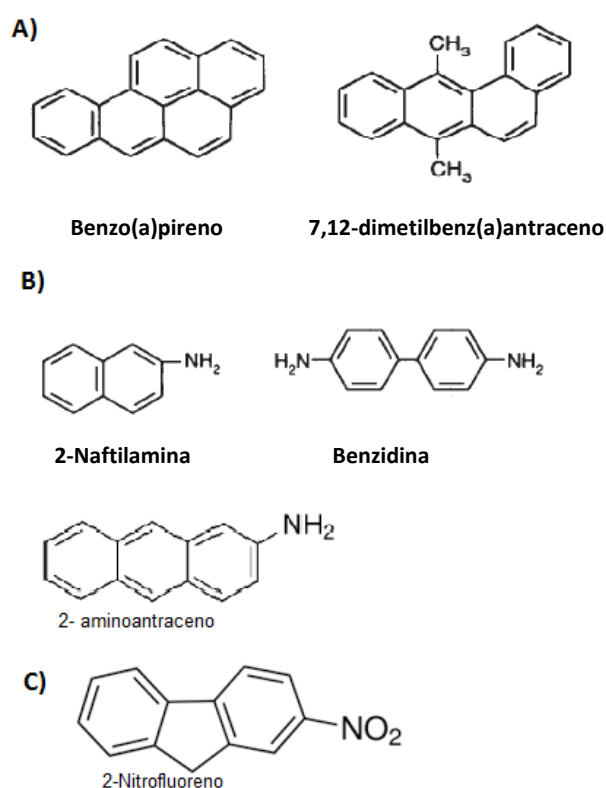 A)
CH₃
CH₃
Benzo(a)pireno
7,12-dimetilbenz(a)antraceno
B)
NH₂
H₂N
NH₂
2-Naftilamina
Benzidina
NH₂
2- aminoantraceno
C)
NO₂
2-Nitrofluoreno